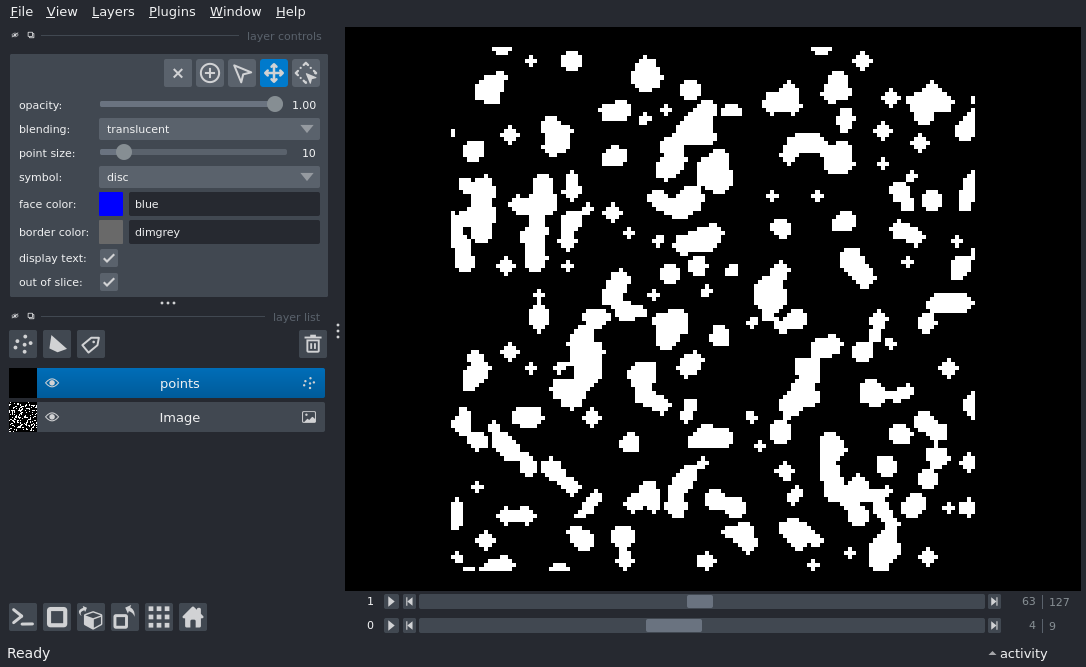 File View Layers Plugins Window Help
layer controls
opacity: 1.00
blending: translucent
point size: 10
symbol: disc
face color: blue
border color: dimgrey
display text:
out of slice:
layer list
points
Image
1 63 127
0 4 9
Ready activity